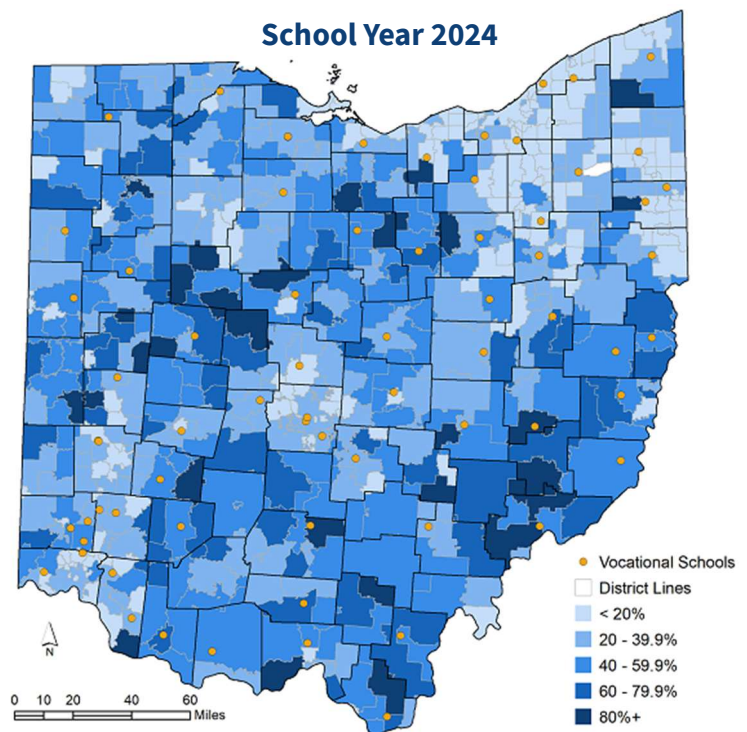 School Year 2024
Vocational Schools
District Lines
< 20%
20 - 39.9%
40 - 59.9%
60 - 79.9%
80%+
N
0 10 20 40 60
Miles